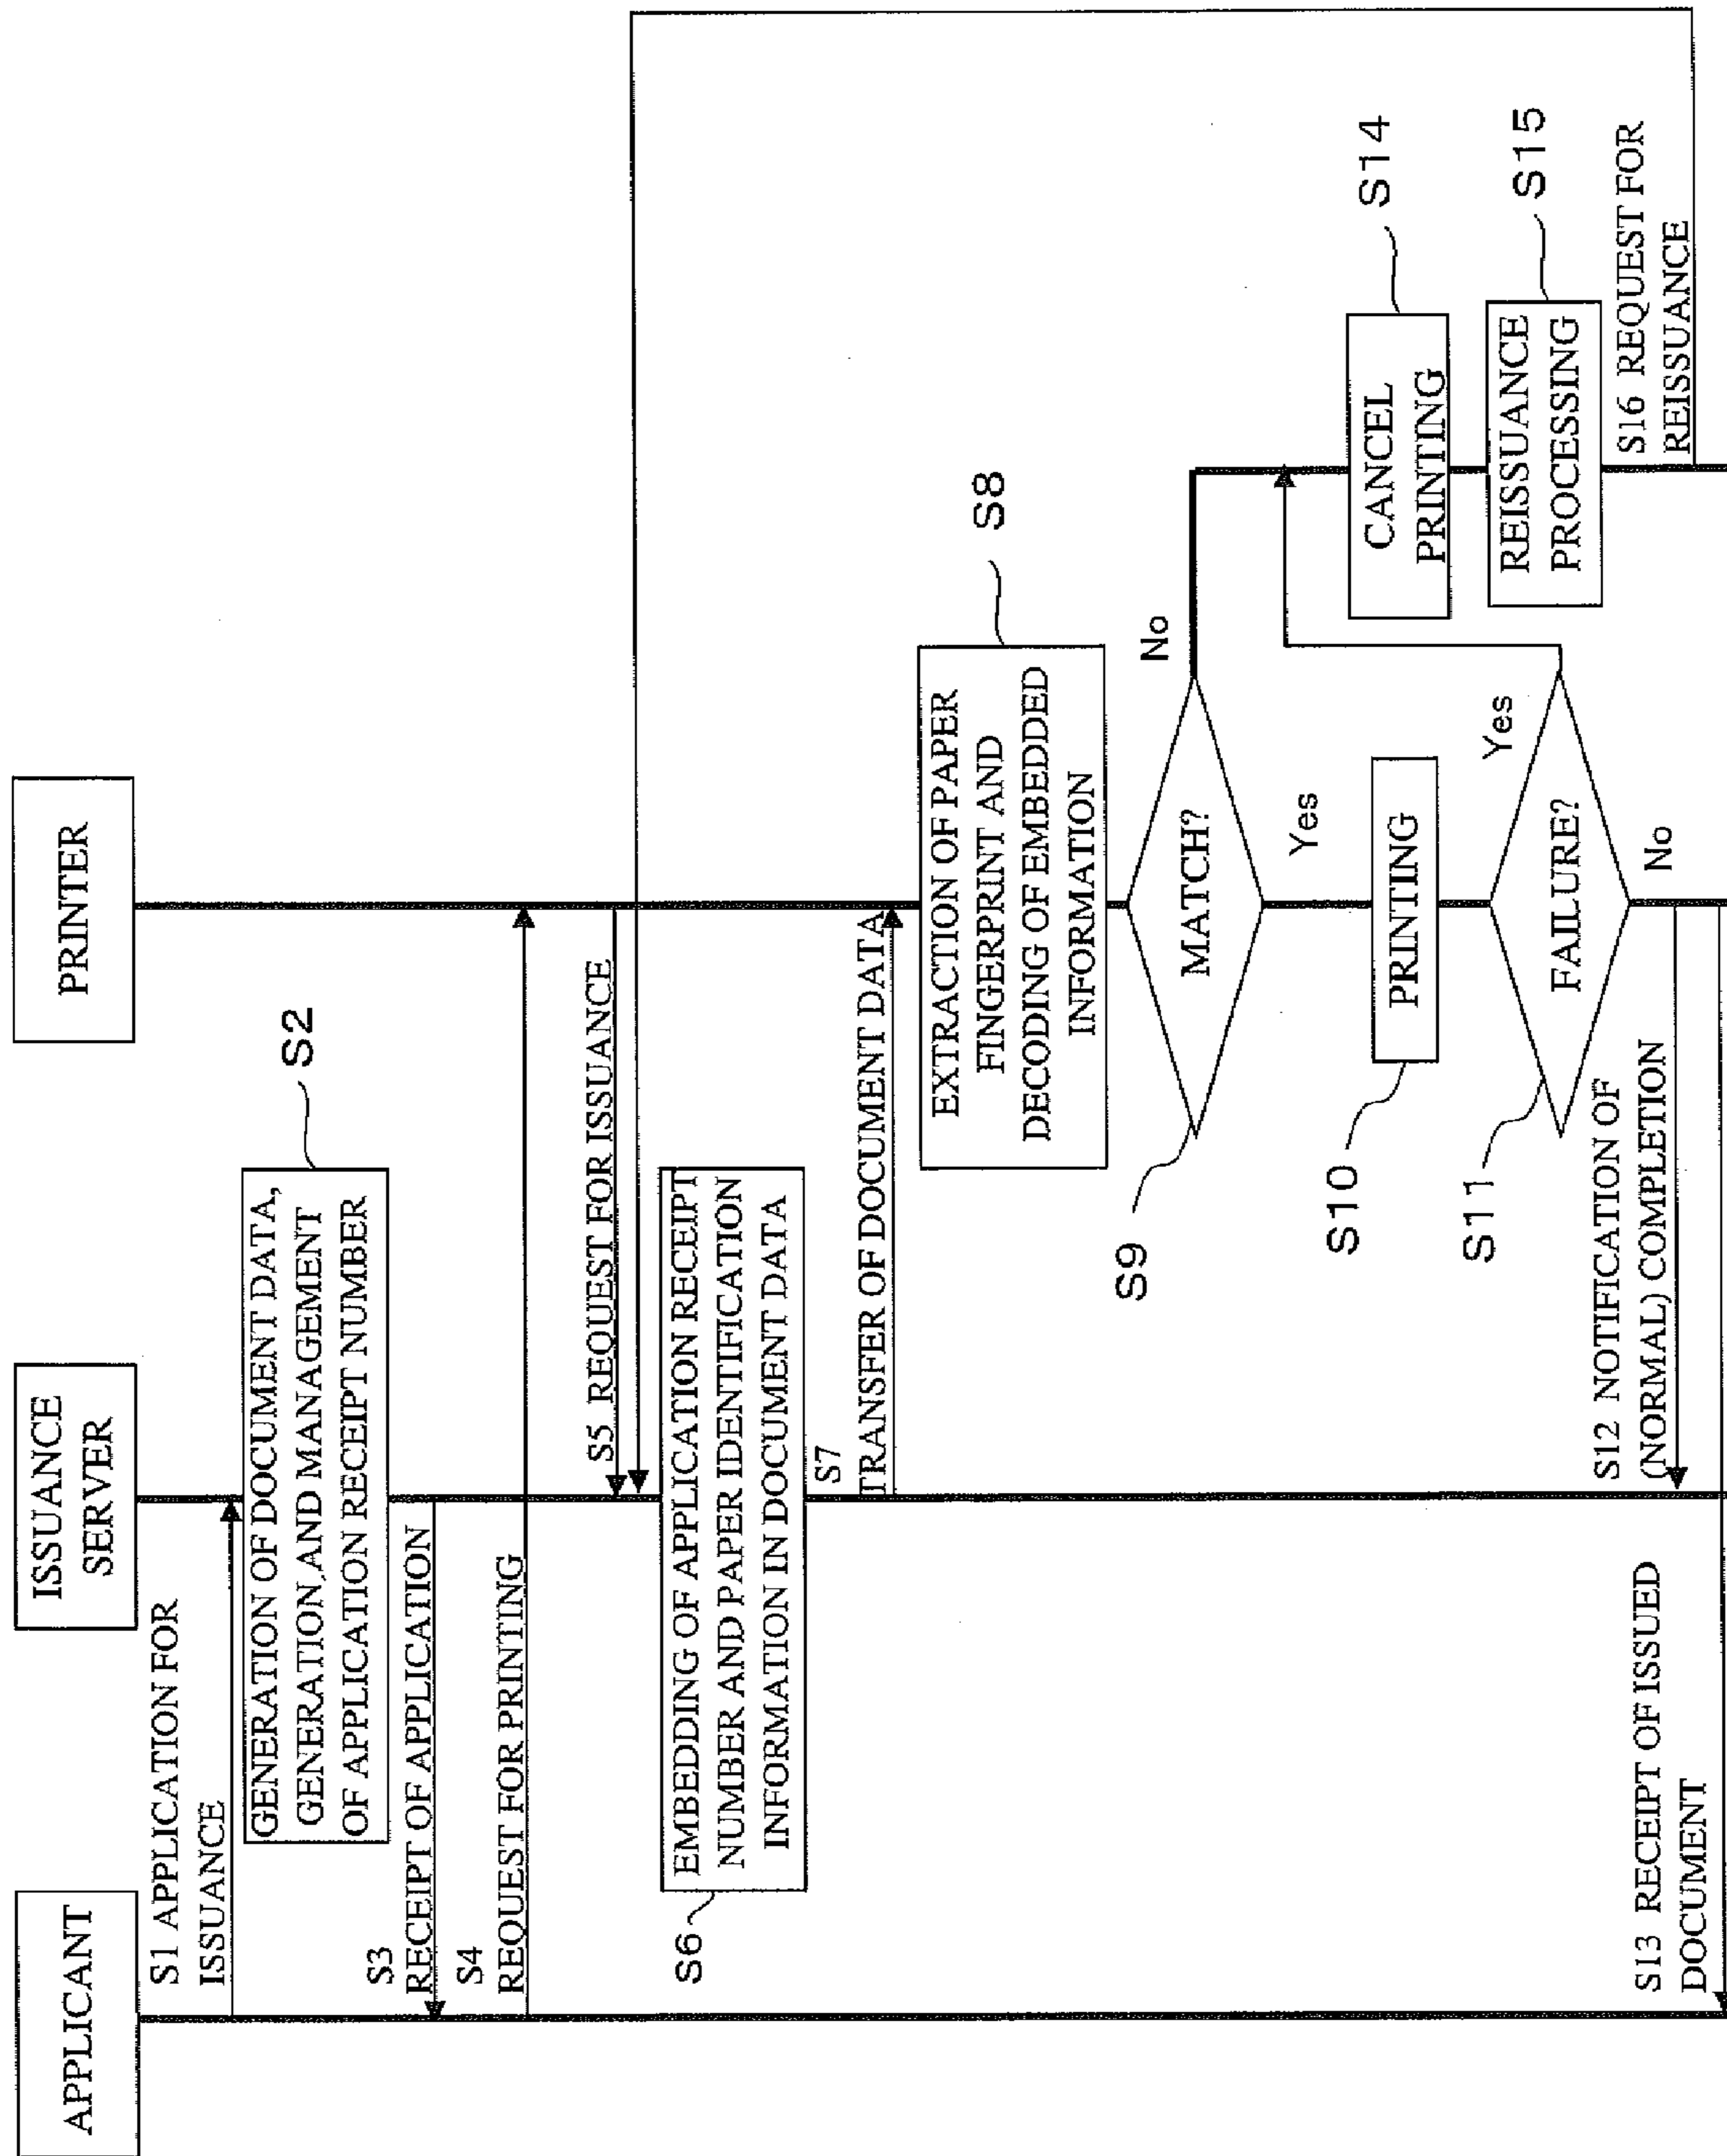 APPLICANT
ISSUANCE
SERVER
PRINTER
S1 APPLICATION FOR
ISSUANCE
GENERATION OF DOCUMENT DATA,
GENERATION, AND MANAGEMENT
OF APPLICATION RECEIPT NUMBER
S2
S3
RECEIPT OF APPLICATION
S4
REQUEST FOR PRINTING
S5 REQUEST FOR ISSUANCE
S6
EMBEDDING OF APPLICATION RECEIPT
NUMBER AND PAPER IDENTIFICATION
INFORMATION IN DOCUMENT DATA
S7
TRANSFER OF DOCUMENT DATA
EXTRACTION OF PAPER
FINGERPRINT AND
DECODING OF EMBEDDED
INFORMATION
S8
S9
MATCH?
No
Yes
S10
PRINTING
CANCEL
PRINTING
S14
S11
FAILURE?
Yes
No
REISSUANCE
PROCESSING
S15
S12 NOTIFICATION OF
(NORMAL) COMPLETION
S16 REQUEST FOR
REISSUANCE
S13 RECEIPT OF ISSUED
DOCUMENT